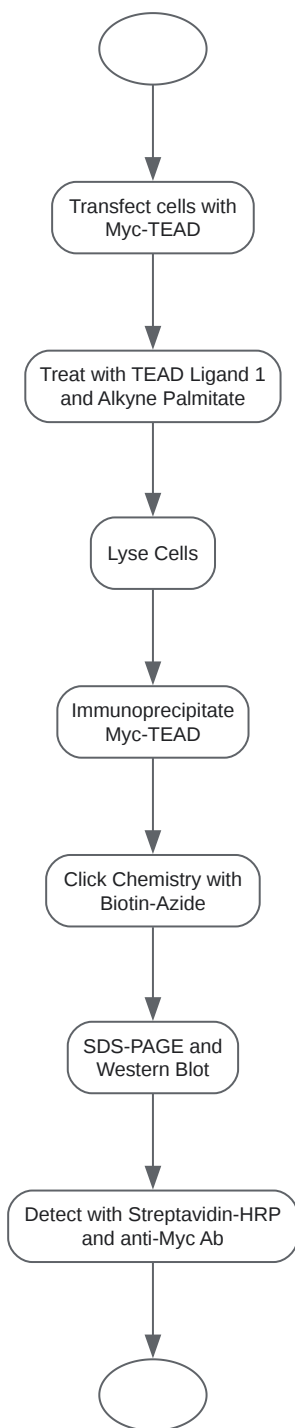 Transfect cells with
Myc-TEAD
Treat with TEAD Ligand 1
and Alkyne Palmitate
Lyse Cells
Immunoprecipitate
Myc-TEAD
Click Chemistry with
Biotin-Azide
SDS-PAGE and
Western Blot
Detect with Streptavidin-HRP
and anti-Myc Ab